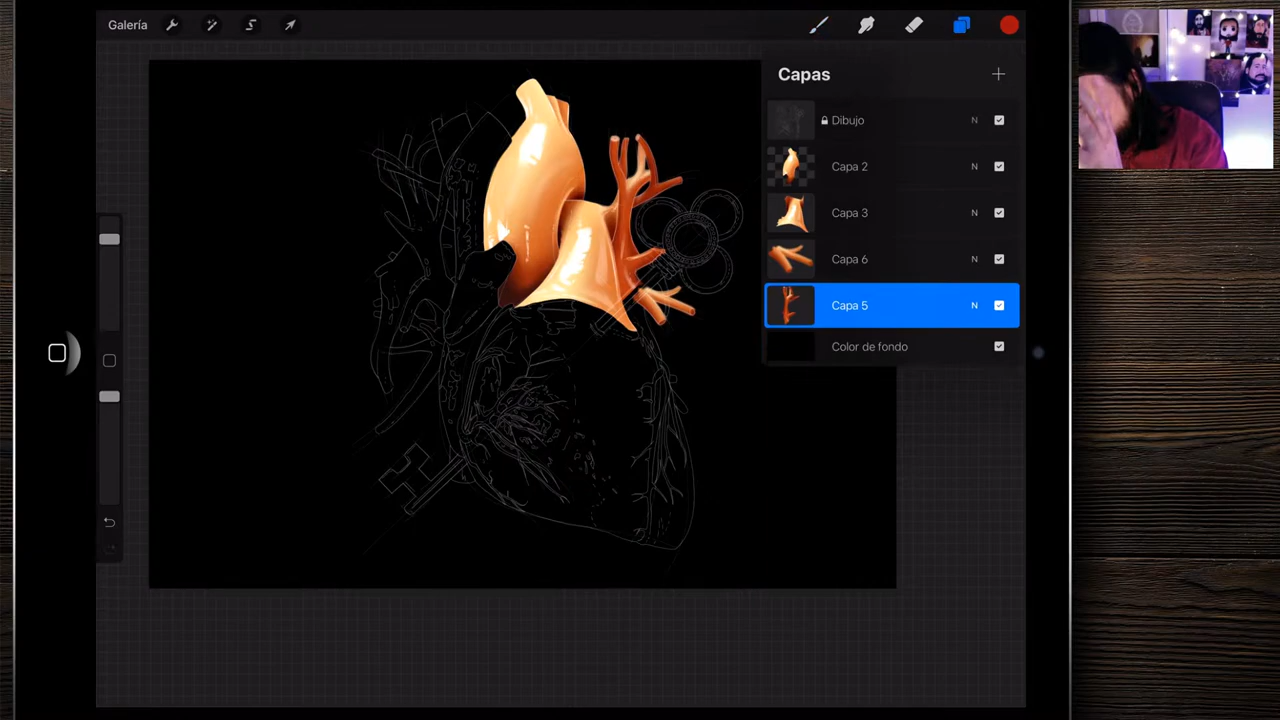 Galería
Capas
Dibujo N
Capa 2 N
Capa 3 N
Capa 6 N
Capa 5 N
Color de fondo